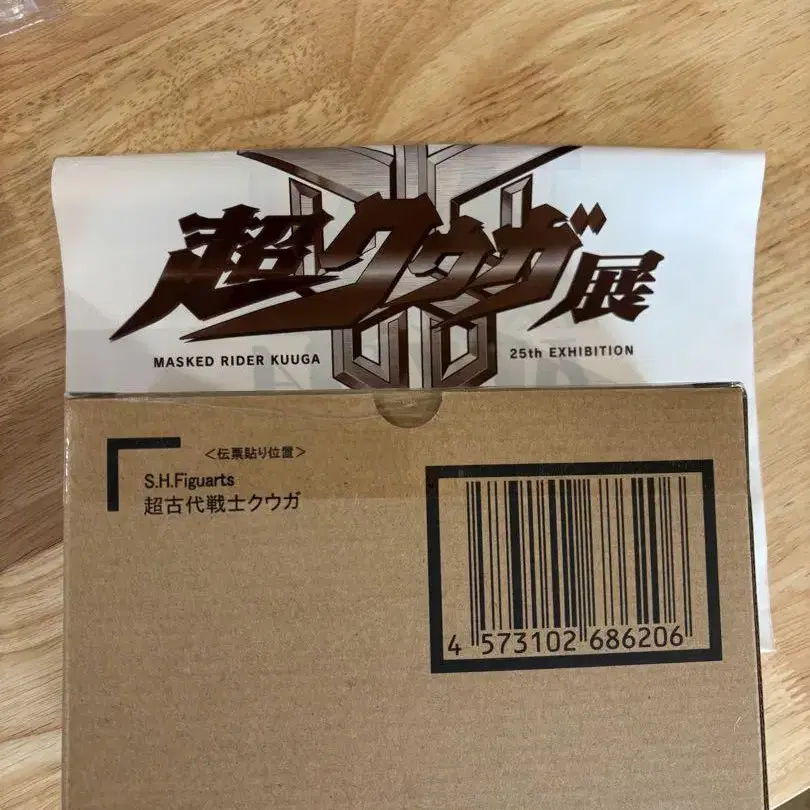 超クウガ展
MASKED RIDER KUUGA
25th EXHIBITION
<伝票貼り位置>
S.H.Figuarts
超古代戦士クウガ
4 573102 686206